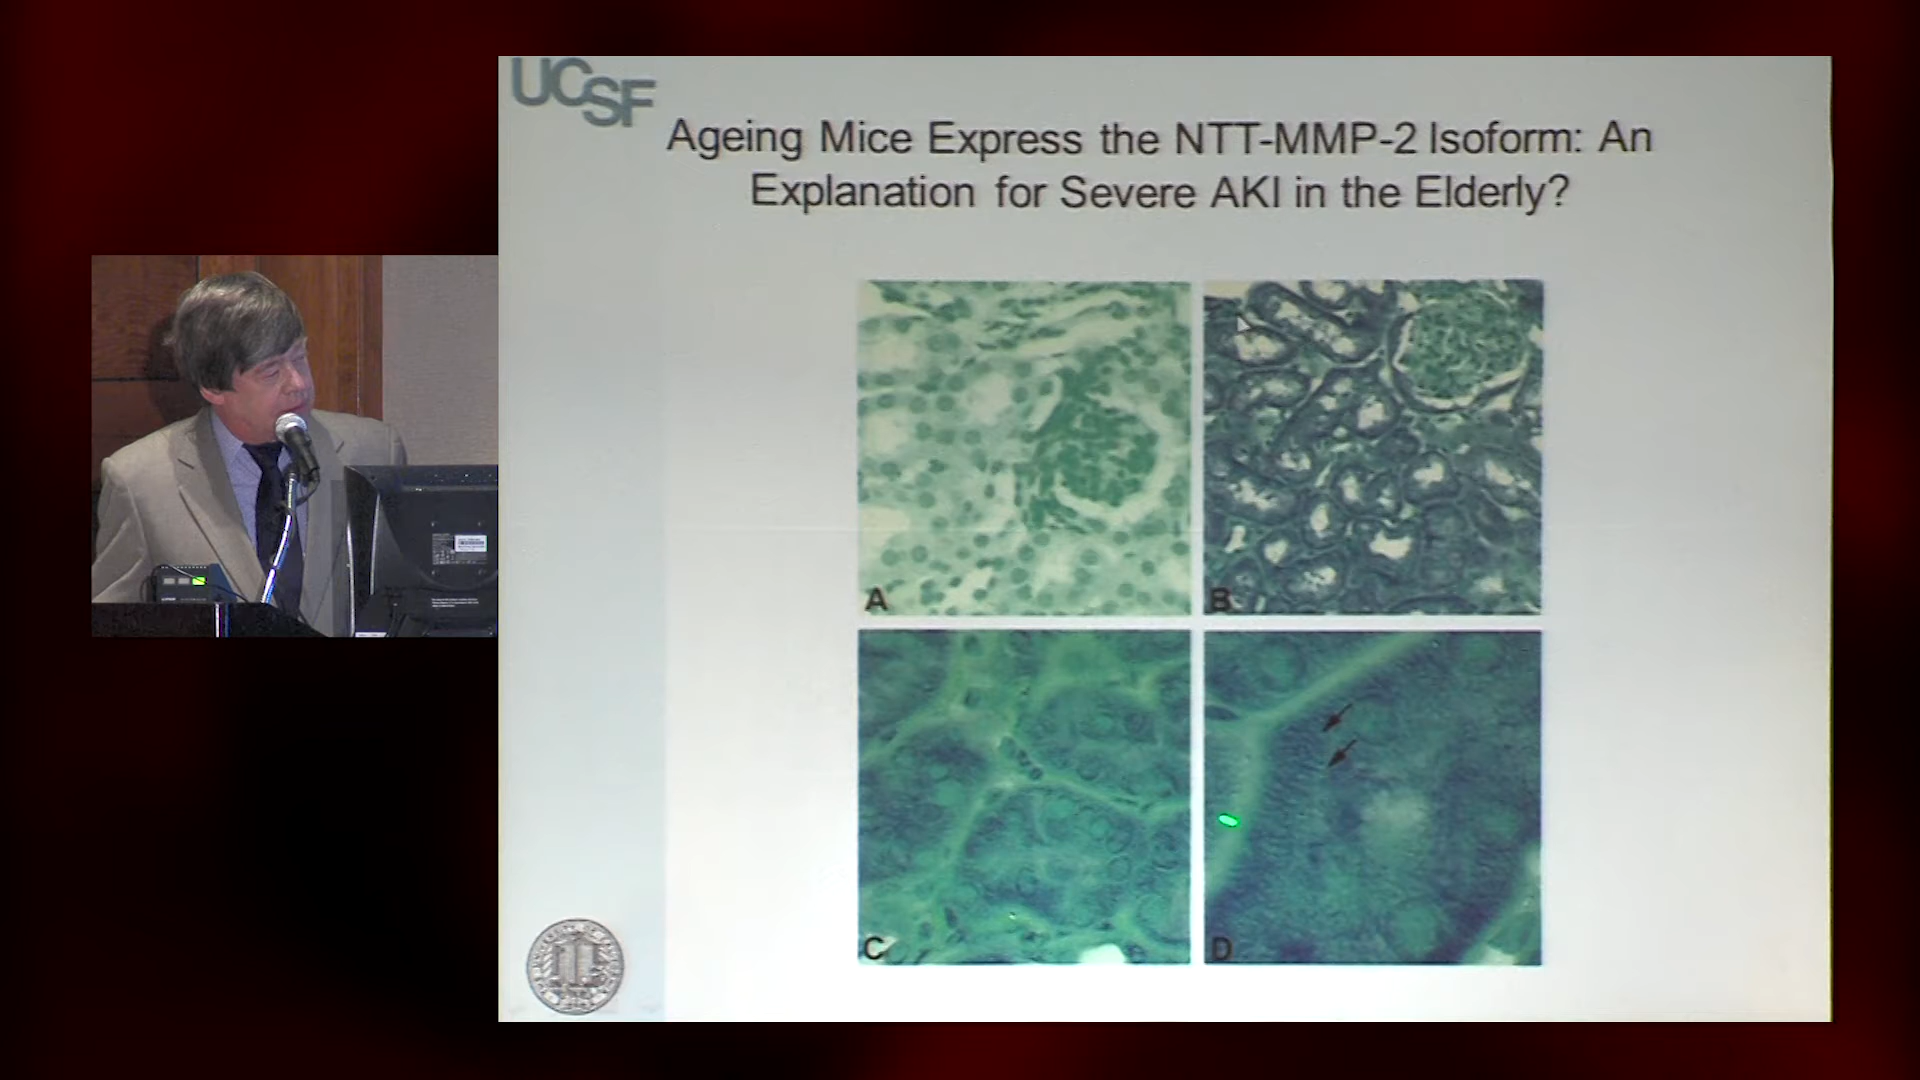 UCSF
Ageing Mice Express the NTT-MMP-2 Isoform: An
Explanation for Severe AKI in the Elderly?
A
B
C
D